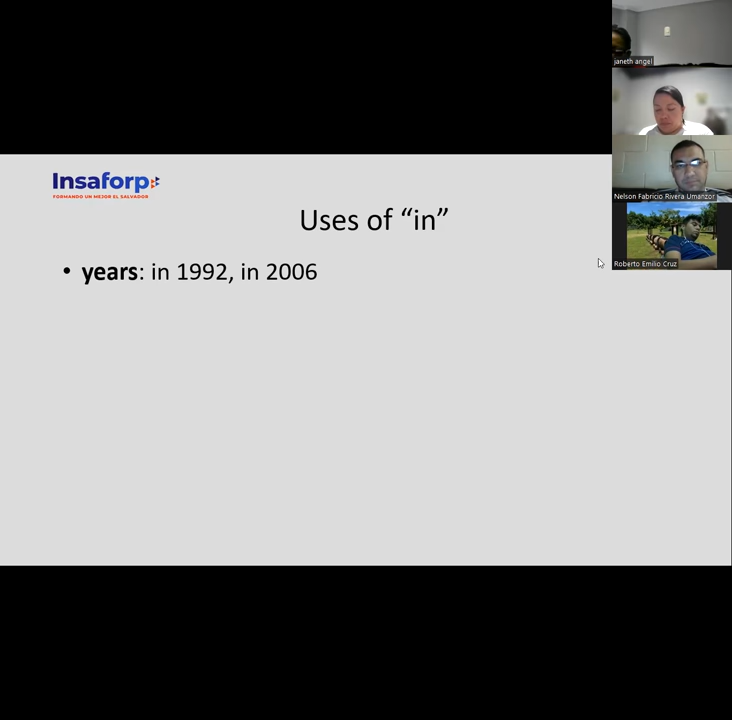 janeth angel
Nelson Fabricio Rivera Umanzor
Roberto Emilio Cruz
Insaforp
FORMANDO UN MEJOR EL SALVADOR
Uses of “in”
• years: in 1992, in 2006